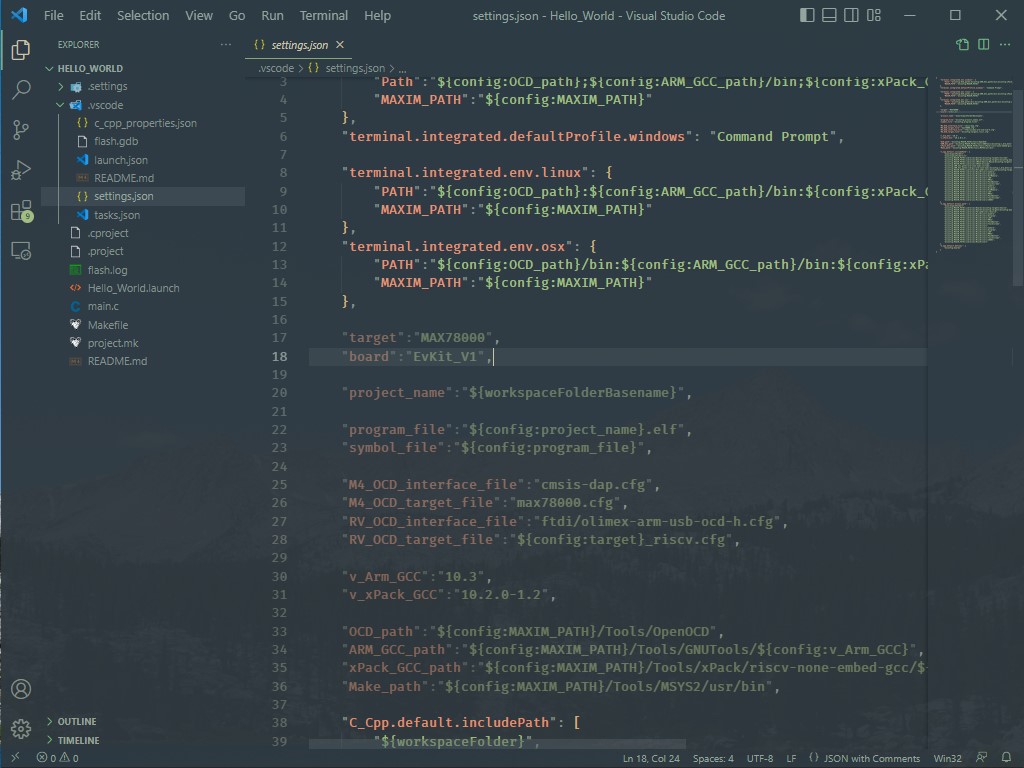 File Edit Selection View Go Run Terminal Help settings.json - Hello_World - Visual Studio Code
EXPLORER
HELLO_WORLD
.settings
.vscode
c_cpp_properties.json
flash.gdb
launch.json
README.md
settings.json
tasks.json
.cproject
.project
flash.log
Hello_World.launch
main.c
Makefile
project.mk
README.md
OUTLINE
TIMELINE
9
{} settings.json ×
.vscode > {} settings.json > ...
3 "Path":"${config:OCD_path};${config:ARM_GCC_path}/bin;${config:xPack_
4 "MAXIM_PATH":"${config:MAXIM_PATH}"
5 },
6 "terminal.integrated.defaultProfile.windows": "Command Prompt",
7
8 "terminal.integrated.env.linux": {
9 "PATH":"${config:OCD_path}:${config:ARM_GCC_path}/bin:${config:xPack_
10 "MAXIM_PATH":"${config:MAXIM_PATH}"
11 },
12 "terminal.integrated.env.osx": {
13 "PATH":"${config:OCD_path}/bin:${config:ARM_GCC_path}/bin:${config:xPa
14 "MAXIM_PATH":"${config:MAXIM_PATH}"
15 },
16
17 "target":"MAX78000",
18 "board":"EvKit_V1",
19
20 "project_name":"${workspaceFolderBasename}",
21
22 "program_file":"${config:project_name}.elf",
23 "symbol_file":"${config:program_file}",
24
25 "M4_OCD_interface_file":"cmsis-dap.cfg",
26 "M4_OCD_target_file":"max78000.cfg",
27 "RV_OCD_interface_file":"ftdi/olimex-arm-usb-ocd-h.cfg",
28 "RV_OCD_target_file":"${config:target}_riscv.cfg",
29
30 "v_Arm_GCC":"10.3",
31 "v_xPack_GCC":"10.2.0-1.2",
32
33 "OCD_path":"${config:MAXIM_PATH}/Tools/OpenOCD",
34 "ARM_GCC_path":"${config:MAXIM_PATH}/Tools/GNUTools/${config:v_Arm_GCC}",
35 "xPack_GCC_path":"${config:MAXIM_PATH}/Tools/xPack/riscv-none-embed-gcc/$
36 "Make_path":"${config:MAXIM_PATH}/Tools/MSYS2/usr/bin",
37
38 "C_Cpp.default.includePath": [
39 "${workspaceFolder}",
0 0 Ln 18, Col 24 Spaces: 4 UTF-8 LF {} JSON with Comments Win32